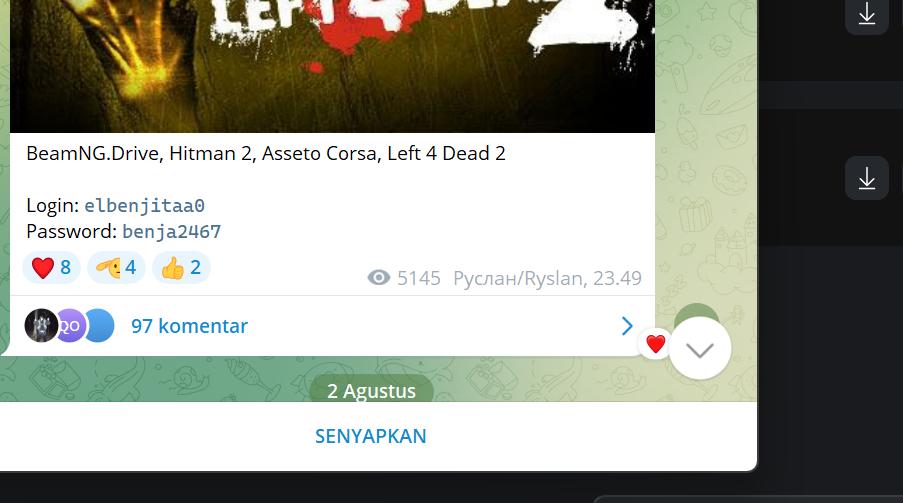 LEFT 4 DEAD 2
BeamNG.Drive, Hitman 2, Asseto Corsa, Left 4 Dead 2
Login: elbenjitaa0
Password: benja2467
8 4 2
5145 Руслан/Ryslan, 23.49
QO
97 komentar
2 Agustus
SENYAPKAN